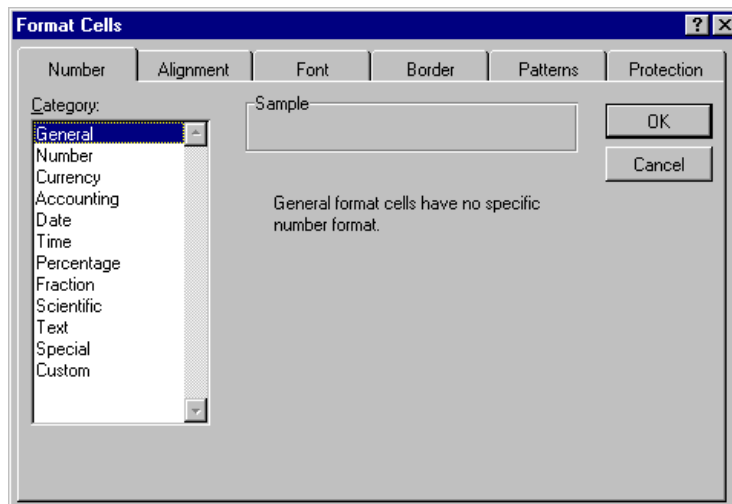 Format Cells
Number Alignment Font Border Patterns Protection
Category:
General
Number
Currency
Accounting
Date
Time
Percentage
Fraction
Scientific
Text
Special
Custom
Sample
General format cells have no specific
number format.
OK
Cancel